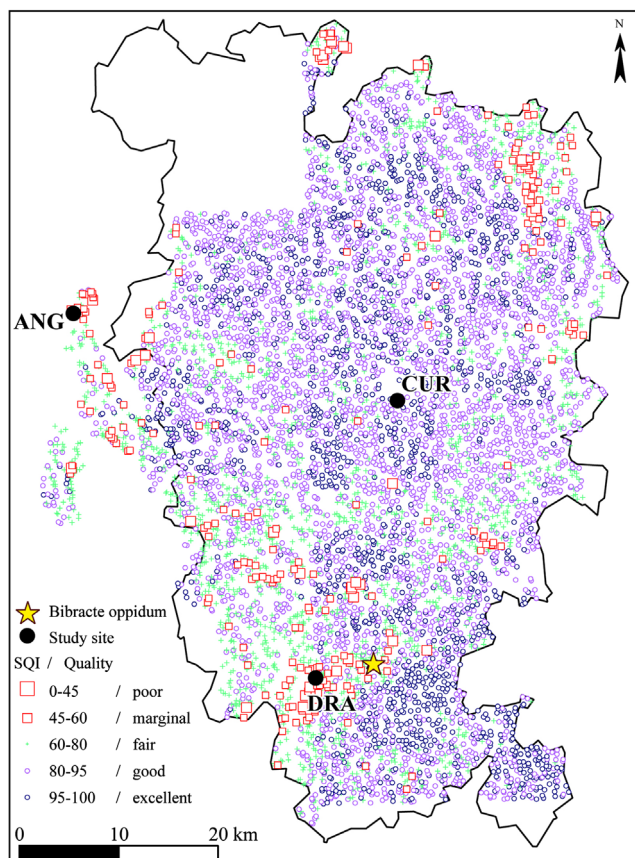 N
ANG
CUR
Bibracte oppidum
Study site
SQI / Quality
0-45 / poor
45-60 / marginal
60-80 / fair
80-95 / good
95-100 / excellent
DRA
0 10 20 km